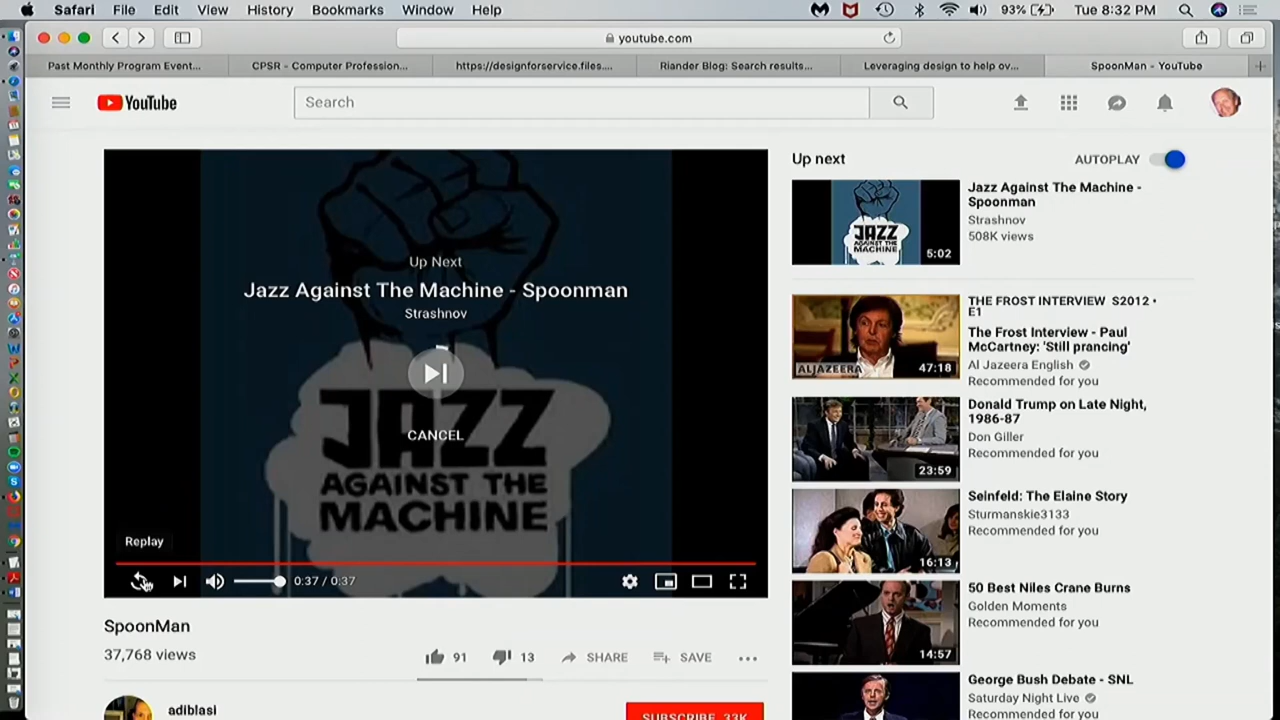 Safari File Edit View History Bookmarks Window Help 93% Tue 8:32 PM
youtube.com
Past Monthly Program Event... CPSR - Computer Profession... https://designforservice.files.... Riander Blog: Search results... Leveraging design to help ov... SpoonMan - YouTube
YouTube Search
Up next AUTOPLAY
Up Next
Jazz Against The Machine - Spoonman
Strashnov
JAZZ
AGAINST THE
MACHINE
CANCEL
Replay
0:37 / 0:37
SpoonMan
37,768 views 91 13 SHARE SAVE
adiblasi
SUBSCRIBE 33K
JAZZ
AGAINST THE
MACHINE
5:02
Jazz Against The Machine -
Spoonman
Strashnov
508K views
ALJAZEERA
47:18
THE FROST INTERVIEW S2012 •
E1
The Frost Interview - Paul
McCartney: 'Still prancing'
Al Jazeera English
Recommended for you
23:59
Donald Trump on Late Night,
1986-87
Don Giller
Recommended for you
16:13
Seinfeld: The Elaine Story
Sturmanskie3133
Recommended for you
14:57
50 Best Niles Crane Burns
Golden Moments
Recommended for you
George Bush Debate - SNL
Saturday Night Live
Recommended for you